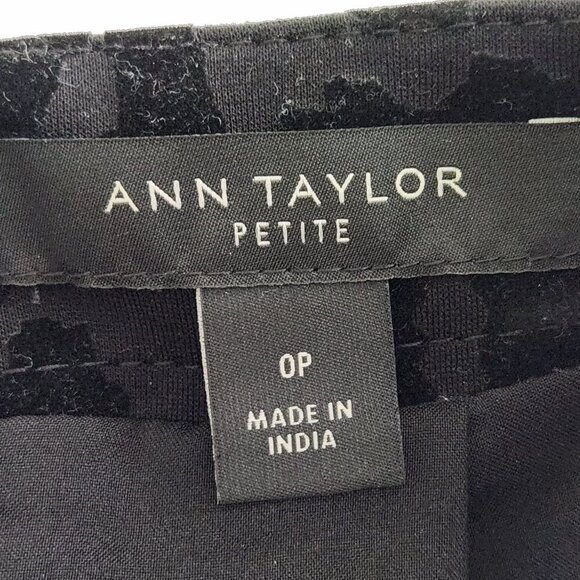 ANN TAYLOR
PETITE
0P
MADE IN
INDIA